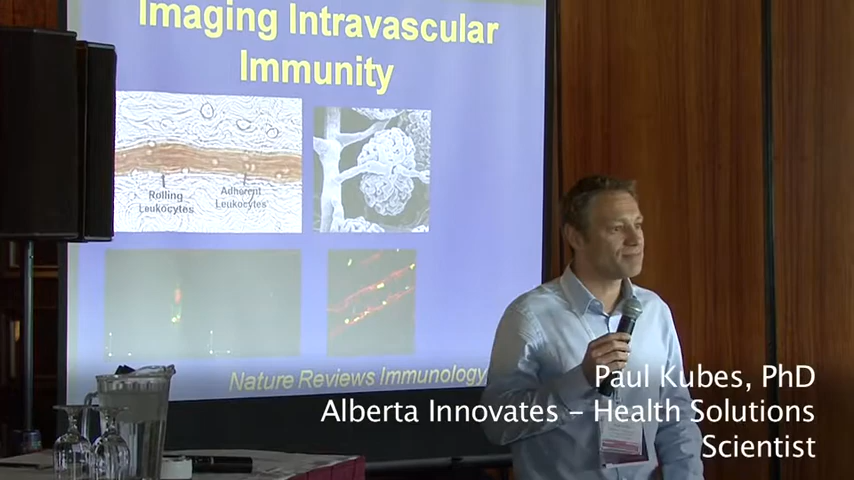 Imaging Intravascular
Immunity
Rolling
Leukocytes
Adherent
Leukocytes
Nature Reviews Immunology
Paul Kubes, PhD
Alberta Innovates – Health Solutions
Scientist